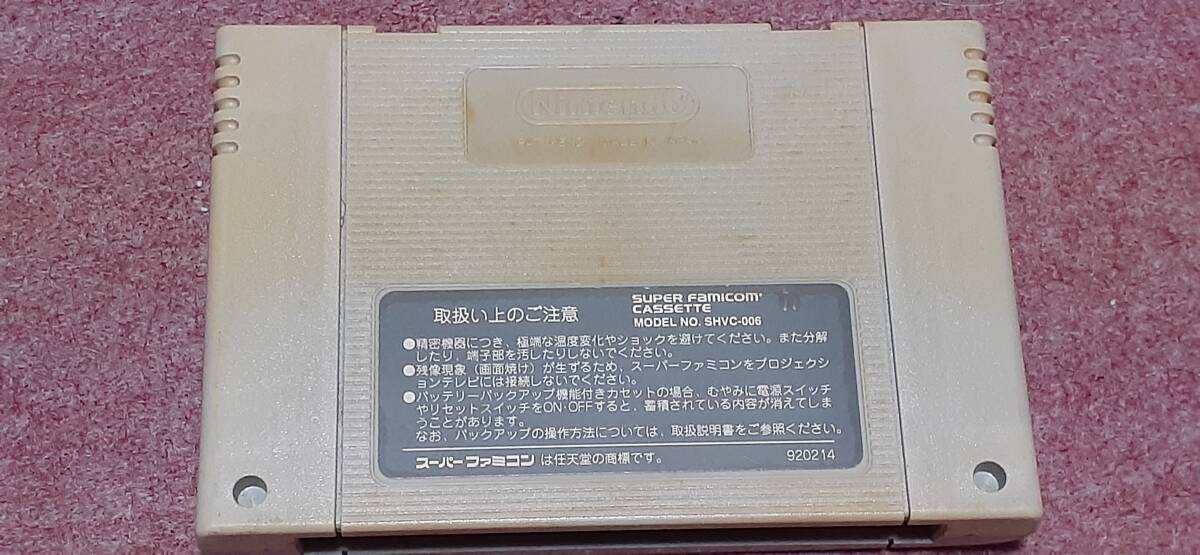 Nintendo
取扱い上のご注意
SUPER FAMICOM
CASSETTE
MODEL NO. SHVC-006
●精密機器につき、極端な温度変化やショックを避けてください。また分解
したり、端子部を汚したりしないでください。
●残像現象（画面焼け）が生ずるため、スーパーファミコンをプロジェクシ
ョンテレビには接続しないでください。
●バッテリーバックアップ機能付きカセットの場合、むやみに電源スイッチ
やリセットスイッチをON・OFFすると、蓄積されている内容が消えてしま
うことがあります。
なお、バックアップの操作方法については、取扱説明書をご参照ください。
スーパーファミコン は任天堂の商標です。
920214